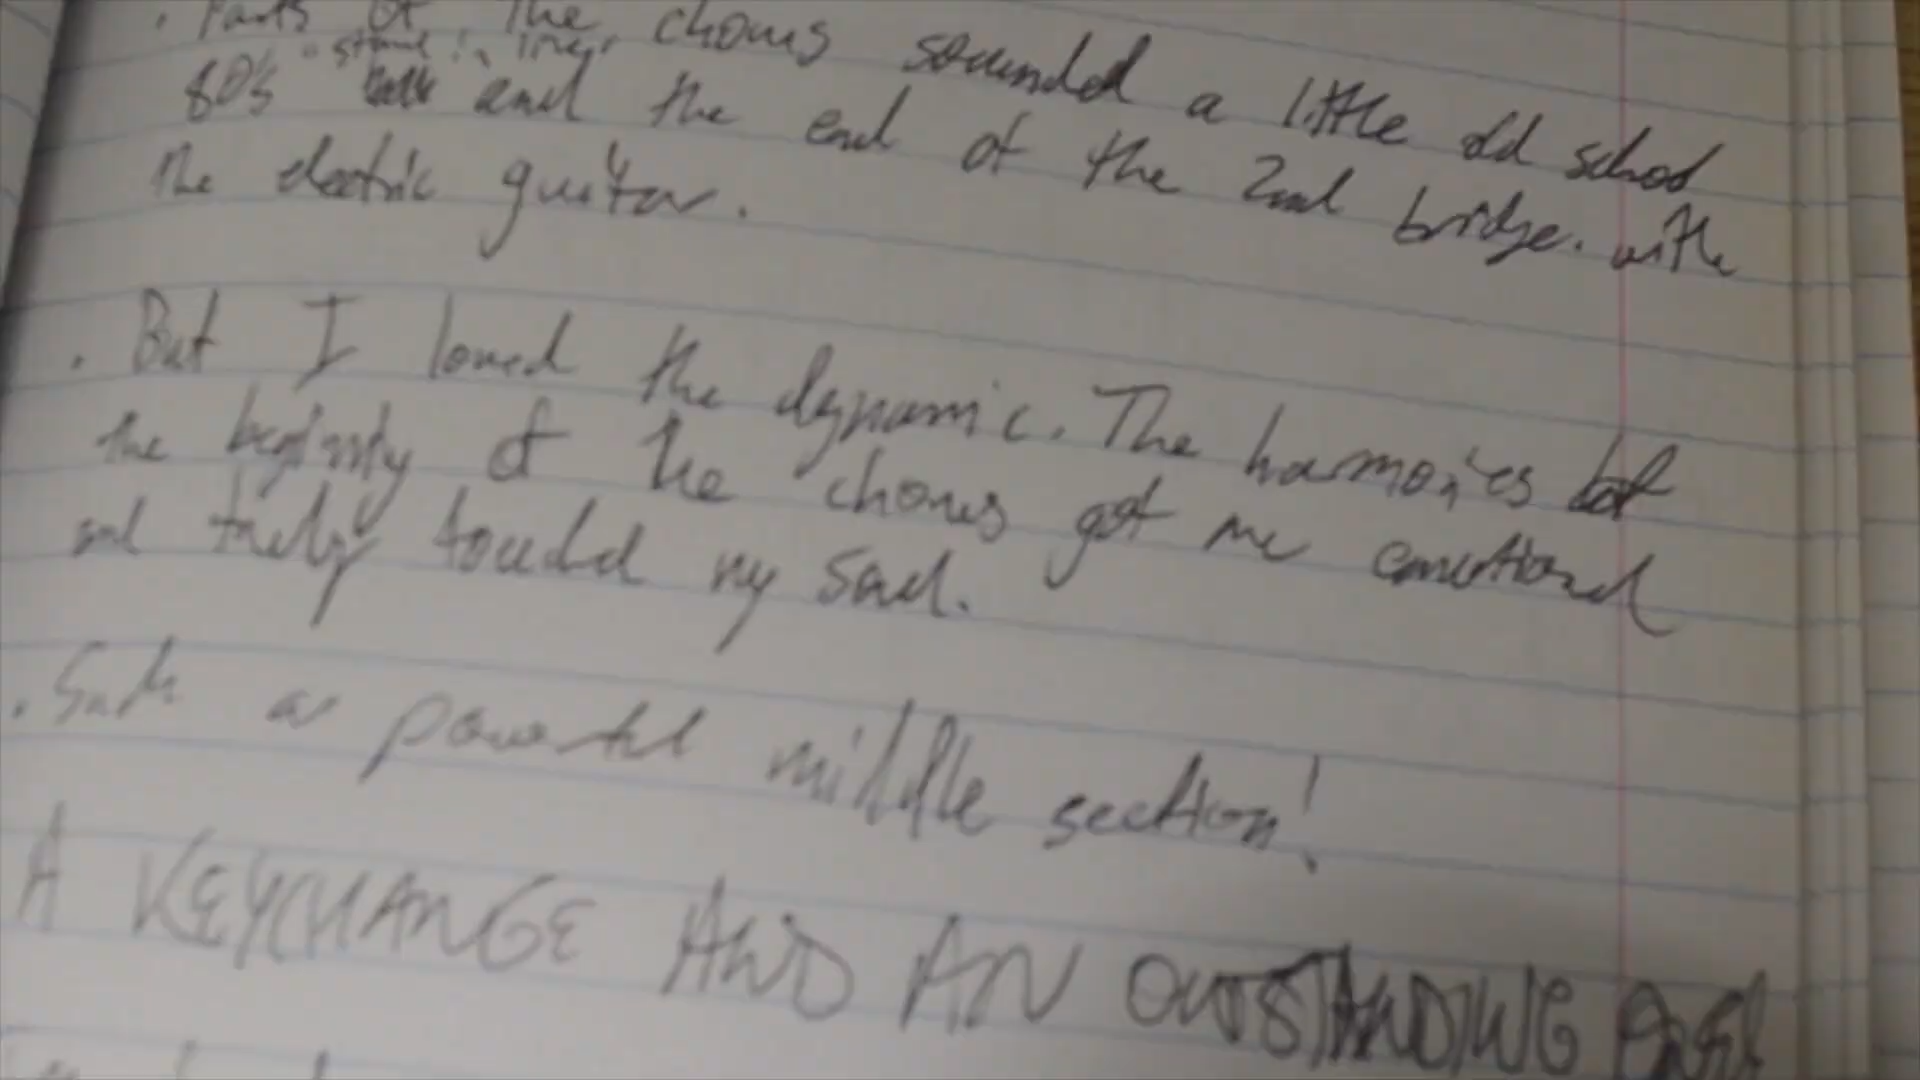 . Parts of the chorus sounded a little old school
80's and the end of the 2nd bridge. with
the electric guitar.
. But I loved the dynamic. The harmonies
the beginning of the chorus got me emotional
and truly touched my soul.
. Such a powerful middle section!
A KEYCHANGE AND AN OUTSTANDING